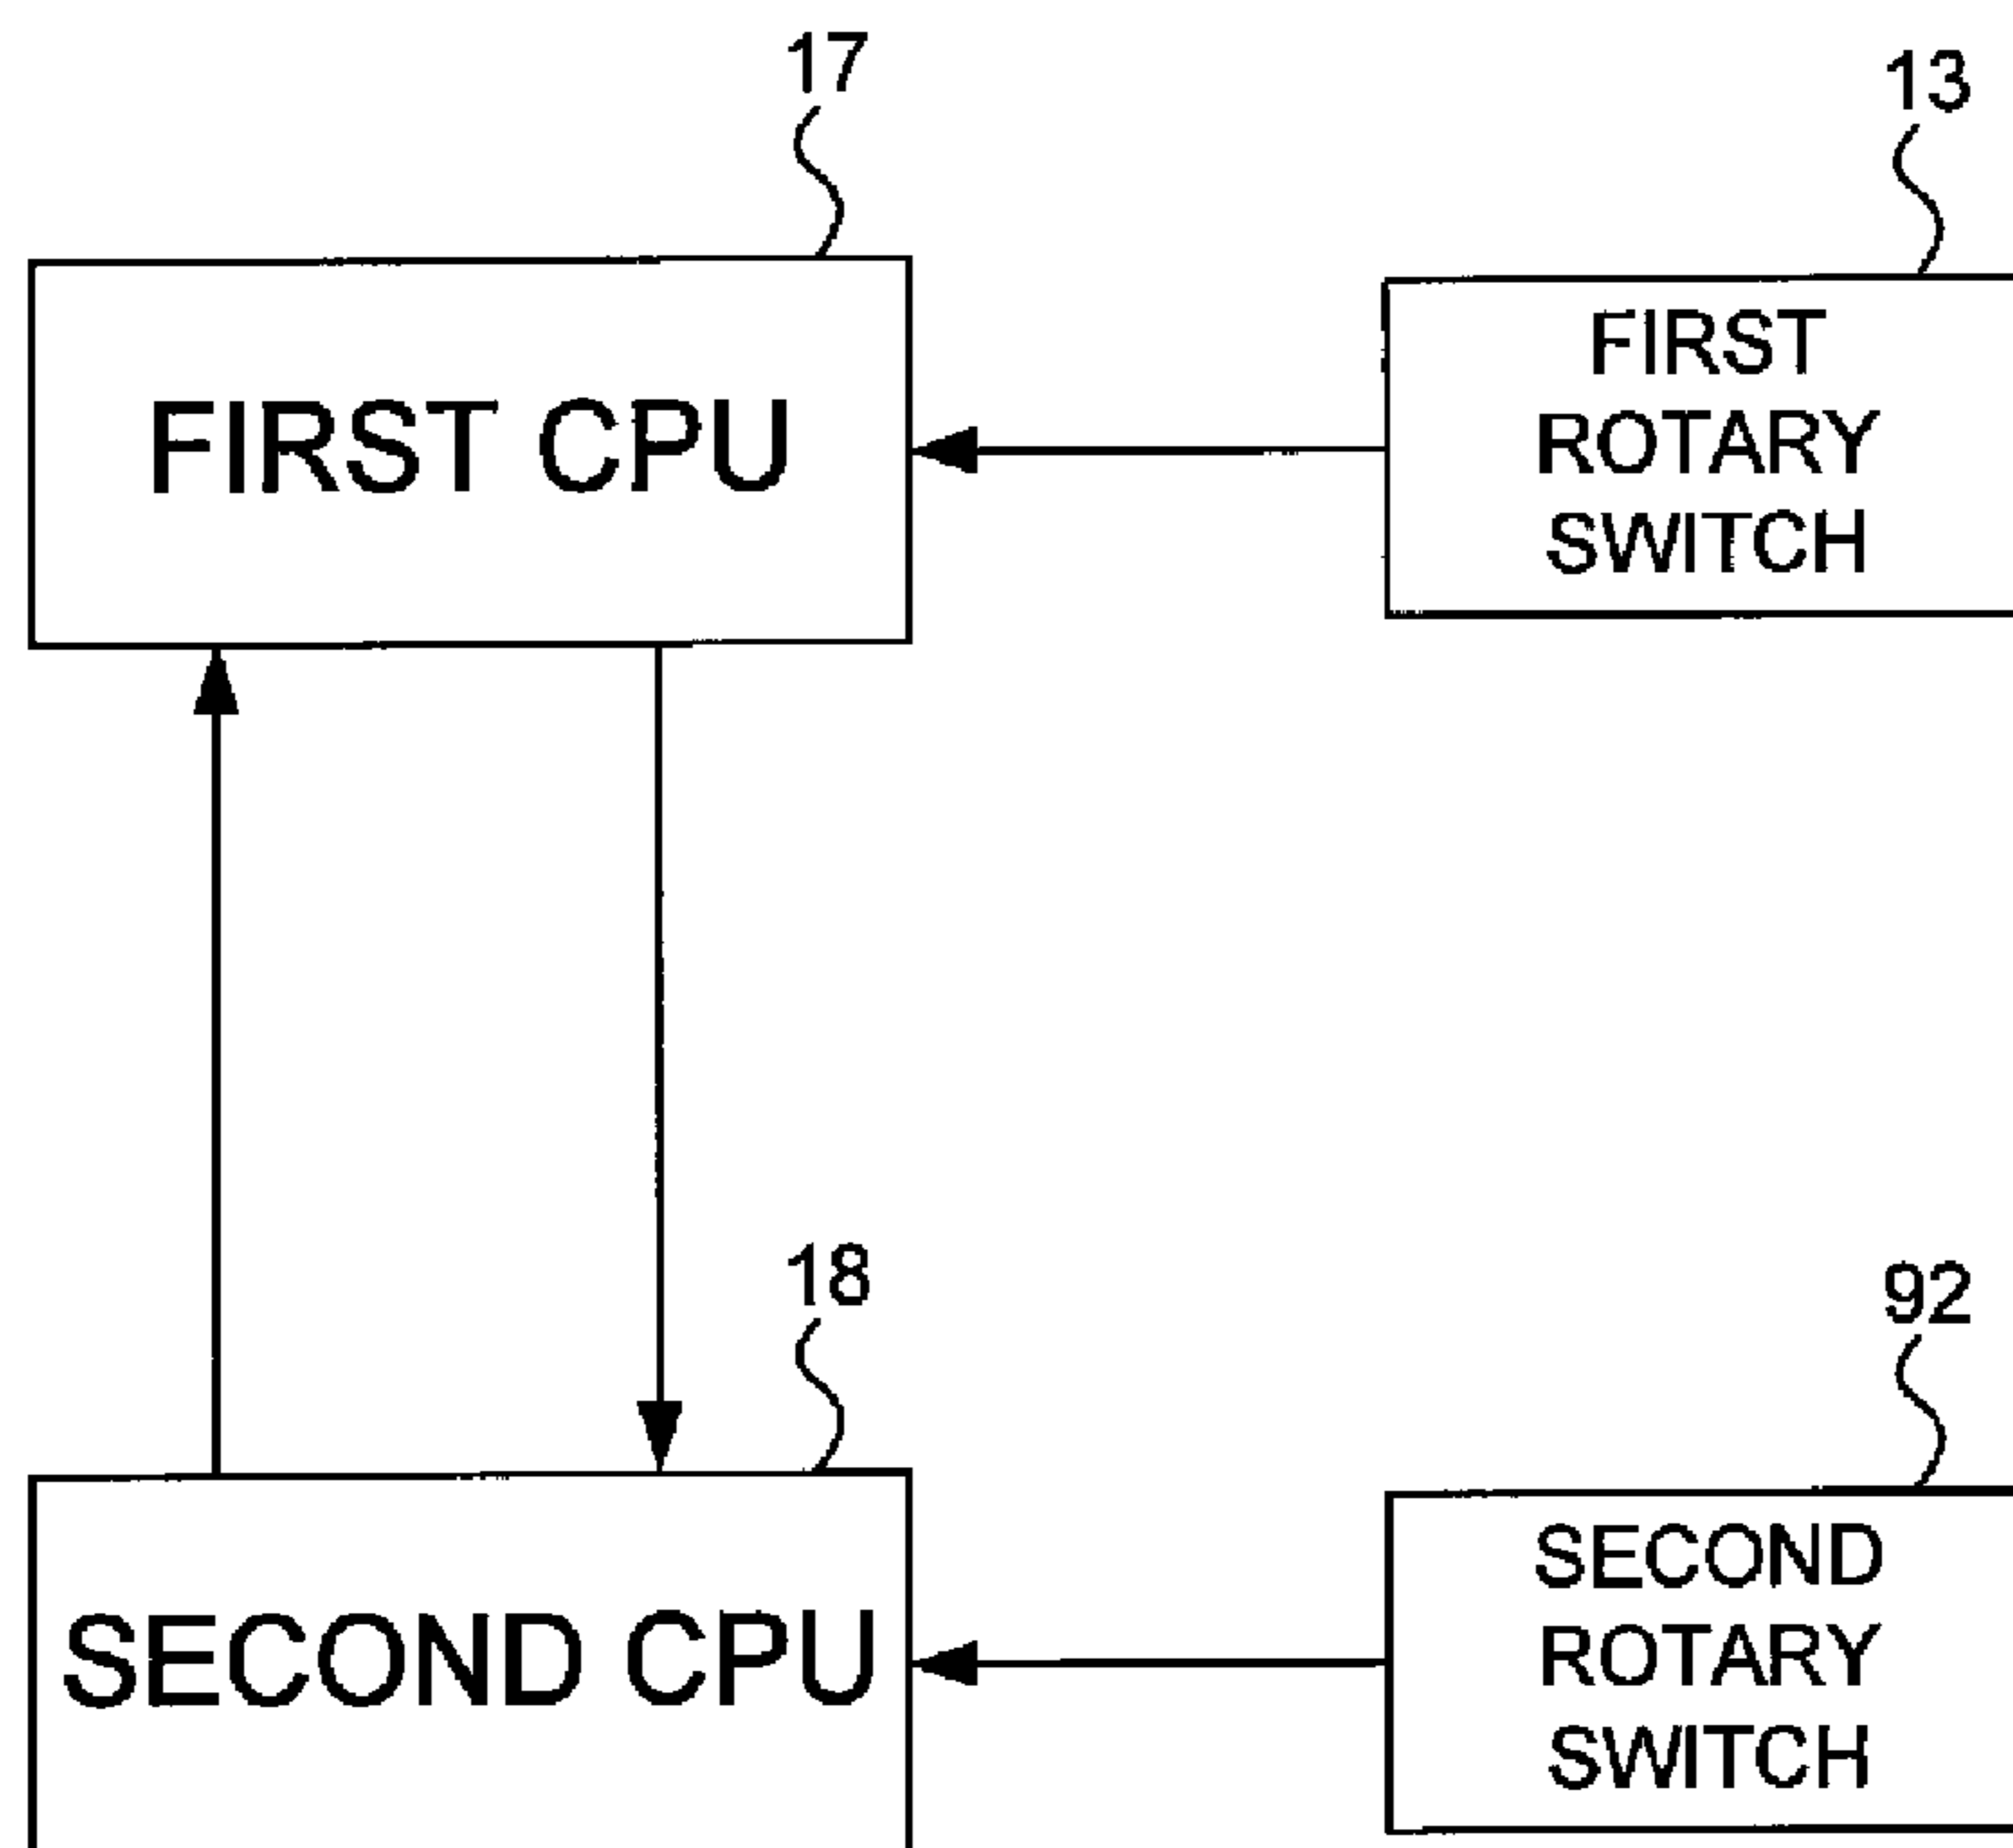 17
13
FIRST CPU
FIRST
ROTARY
SWITCH
18
92
SECOND CPU
SECOND
ROTARY
SWITCH